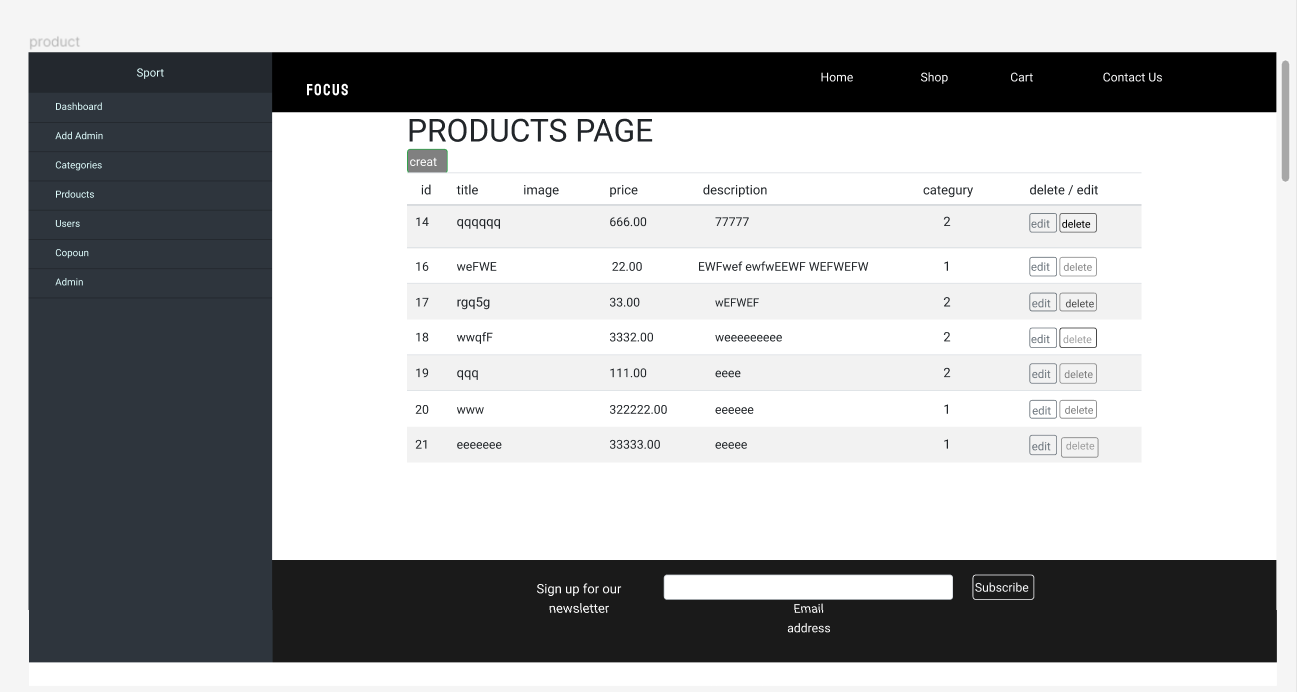 product
Sport
Dashboard
Add Admin
Categories
Prdoucts
Users
Copoun
Admin
FOCUS
Home Shop Cart Contact Us
PRODUCTS PAGE
creat
id title image price description categury delete / edit
14 qqqqqq 666.00 77777 2 edit delete
16 weFWE 22.00 EWFwef ewfwEEWF WEFWEFW 1 edit delete
17 rgq5g 33.00 wEFWEF 2 edit delete
18 wwqfF 3332.00 weeeeeeeee 2 edit delete
19 qqq 111.00 eeee 2 edit delete
20 www 322222.00 eeeeee 1 edit delete
21 eeeeeee 33333.00 eeeee 1 edit delete
Sign up for our
newsletter
Email
address
Subscribe